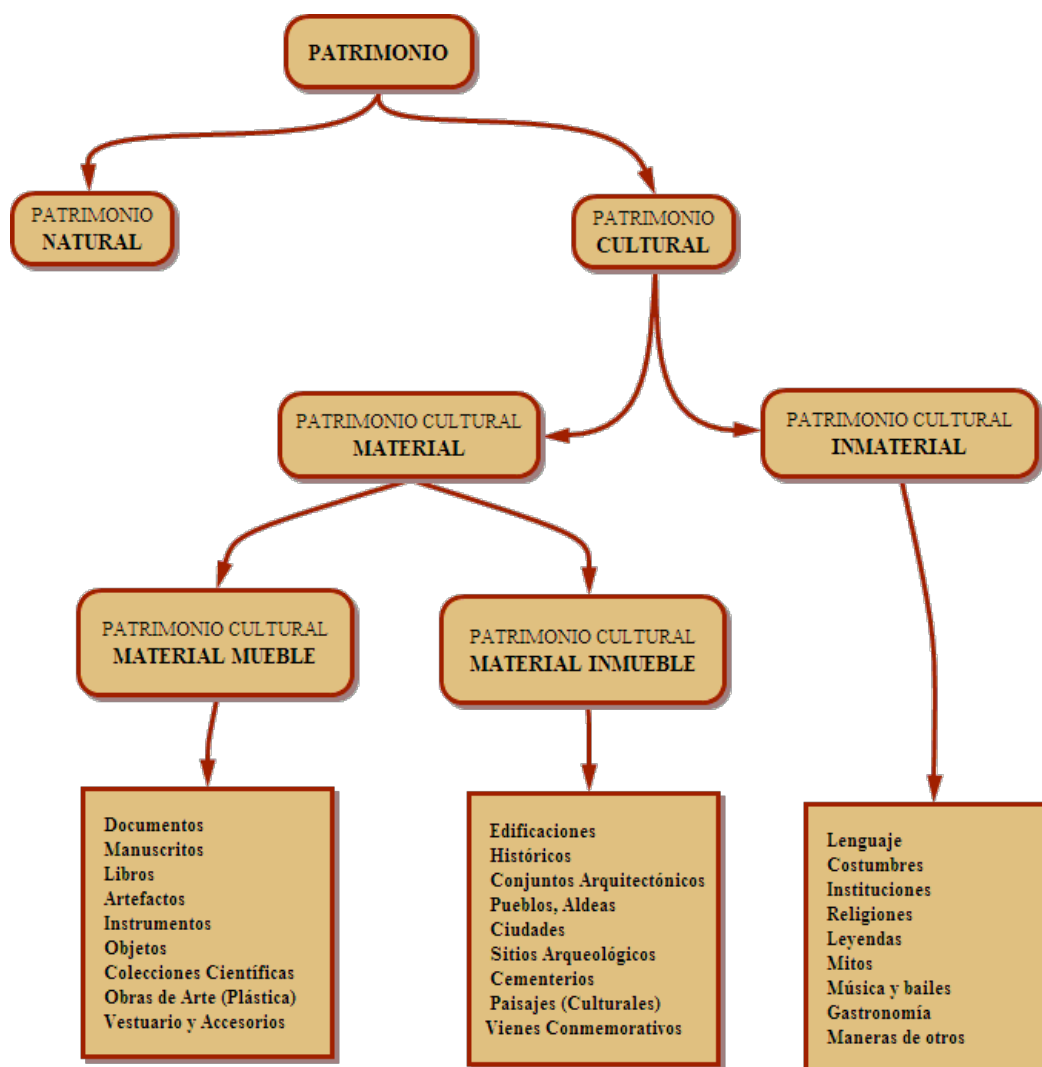 PATRIMONIO
PATRIMONIO
NATURAL
PATRIMONIO
CULTURAL
PATRIMONIO CULTURAL
MATERIAL
PATRIMONIO CULTURAL
INMATERIAL
PATRIMONIO CULTURAL
MATERIAL MUEBLE
PATRIMONIO CULTURAL
MATERIAL INMUEBLE
Documentos
Manuscritos
Libros
Artefactos
Instrumentos
Objetos
Colecciones Científicas
Obras de Arte (Plástica)
Vestuario y Accesorios
Edificaciones
Históricos
Conjuntos Arquitectónicos
Pueblos, Aldeas
Ciudades
Sitios Arqueológicos
Cementerios
Paisajes (Culturales)
Vienes Conmemorativos
Lenguaje
Costumbres
Instituciones
Religiones
Leyendas
Mitos
Música y bailes
Gastronomía
Maneras de otros